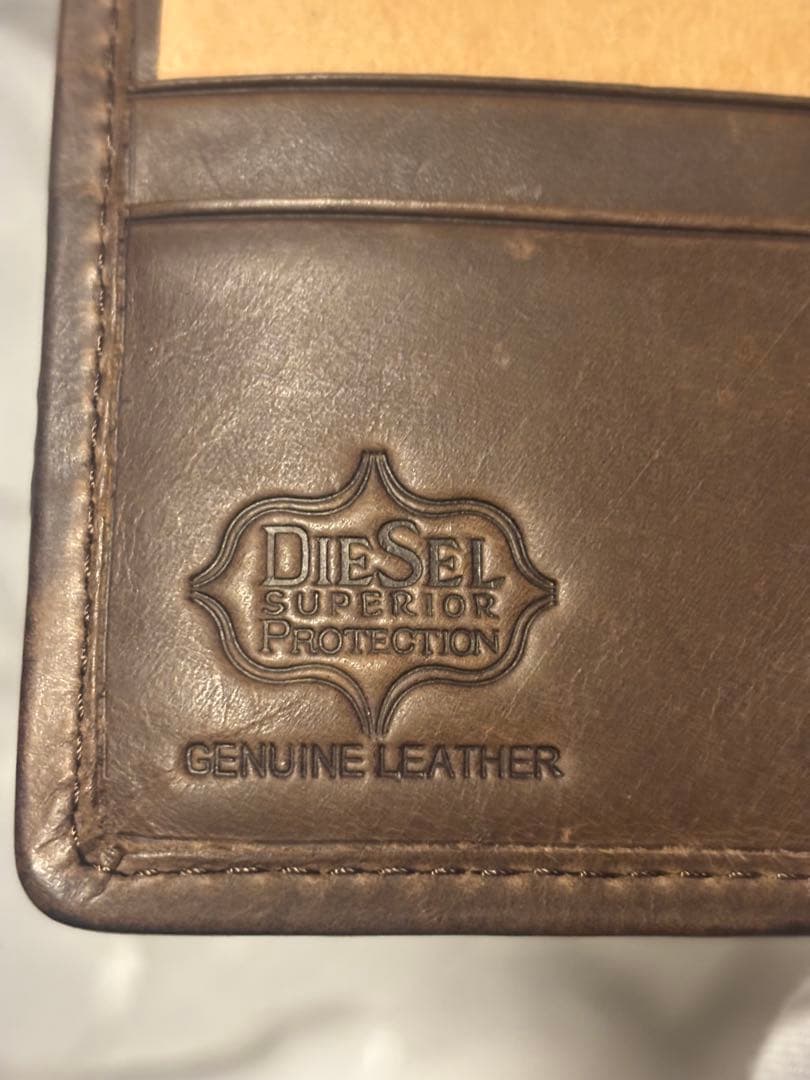 DIESEL
SUPERIOR
PROTECTION
GENUINE LEATHER